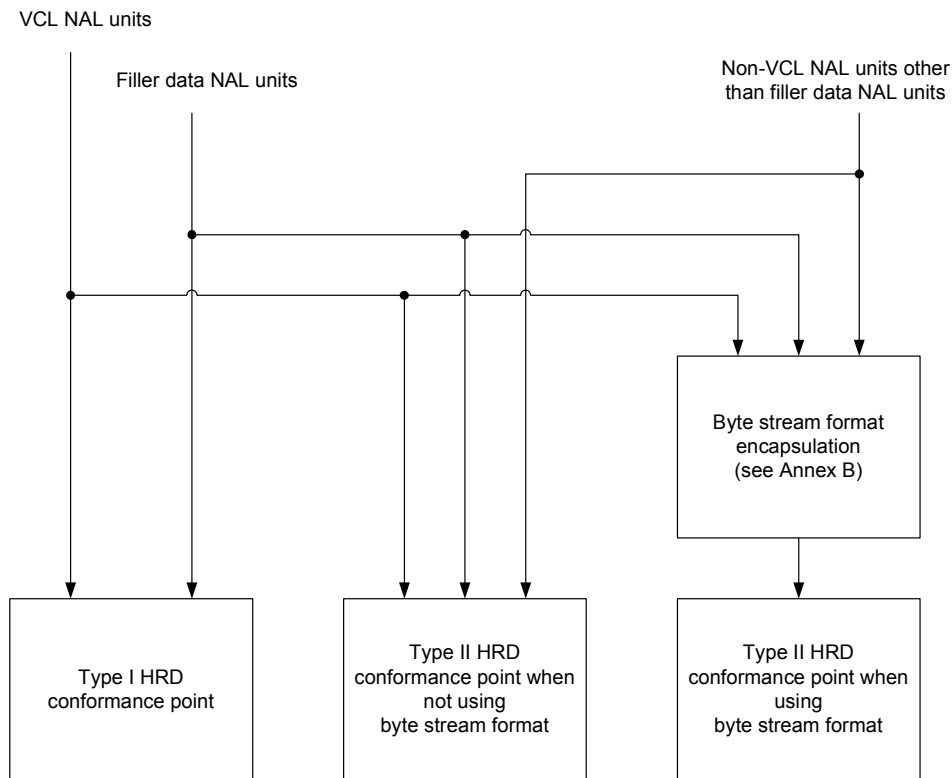 VCL NAL units
Filler data NAL units
Non-VCL NAL units other
than filler data NAL units
Byte stream format
encapsulation
(see Annex B)
Type I HRD
conformance point
Type II HRD
conformance point when
not using
byte stream format
Type II HRD
conformance point when
using
byte stream format